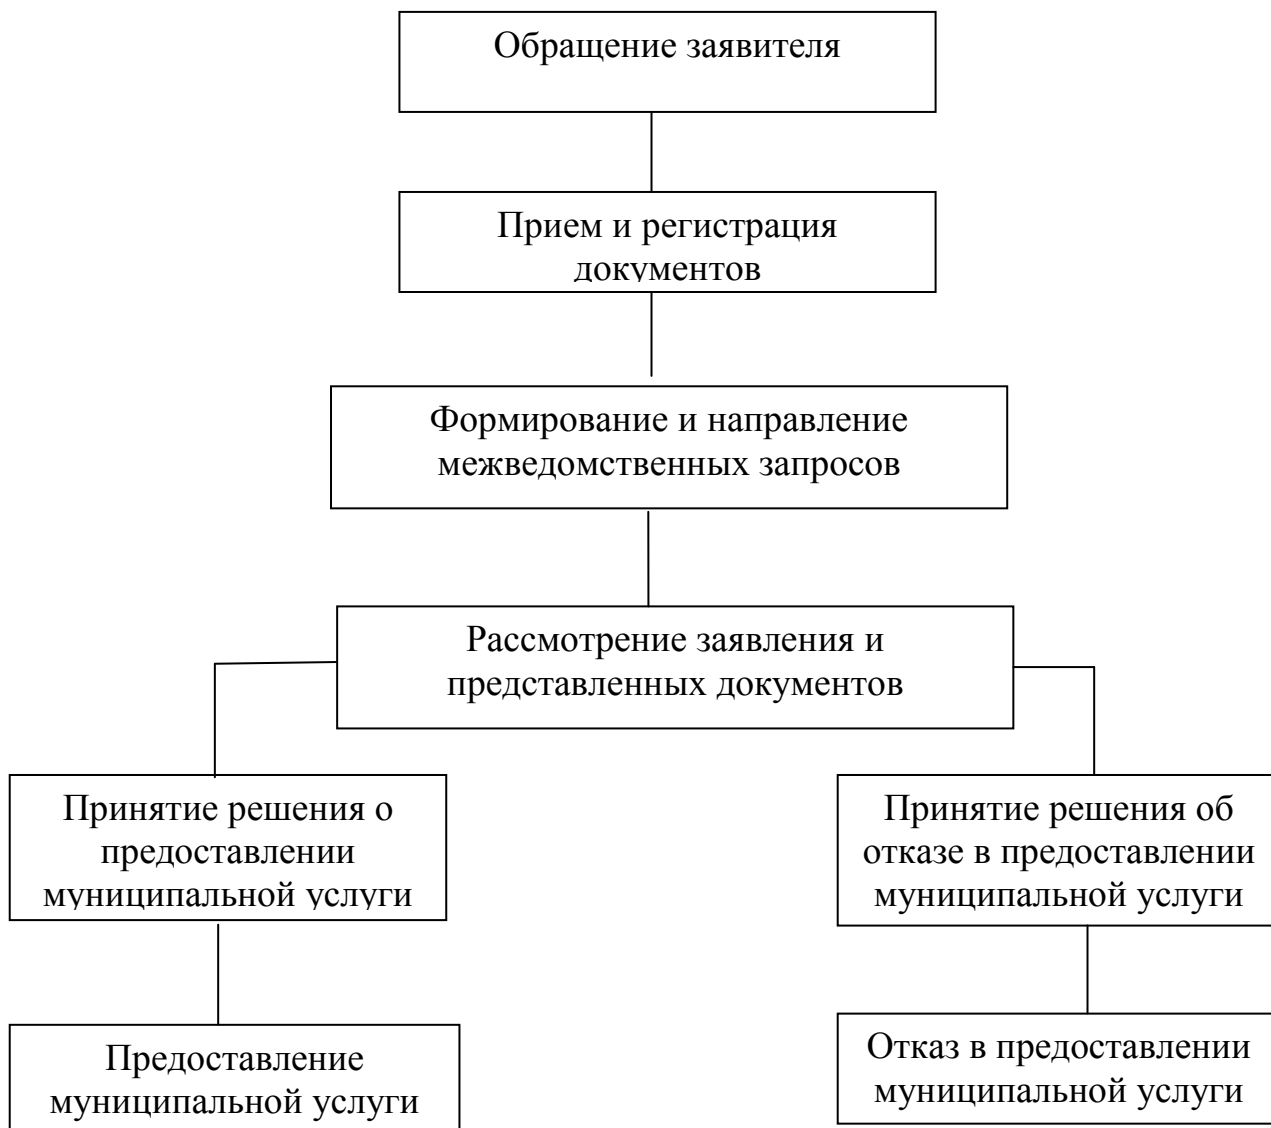 Обращение заявителя
Прием и регистрация
документов
Формирование и направление
межведомственных запросов
Рассмотрение заявления и
представленных документов
Принятие решения о
предоставлении
муниципальной услуги
Принятие решения об
отказе в предоставлении
муниципальной услуги
Предоставление
муниципальной услуги
Отказ в предоставлении
муниципальной услуги